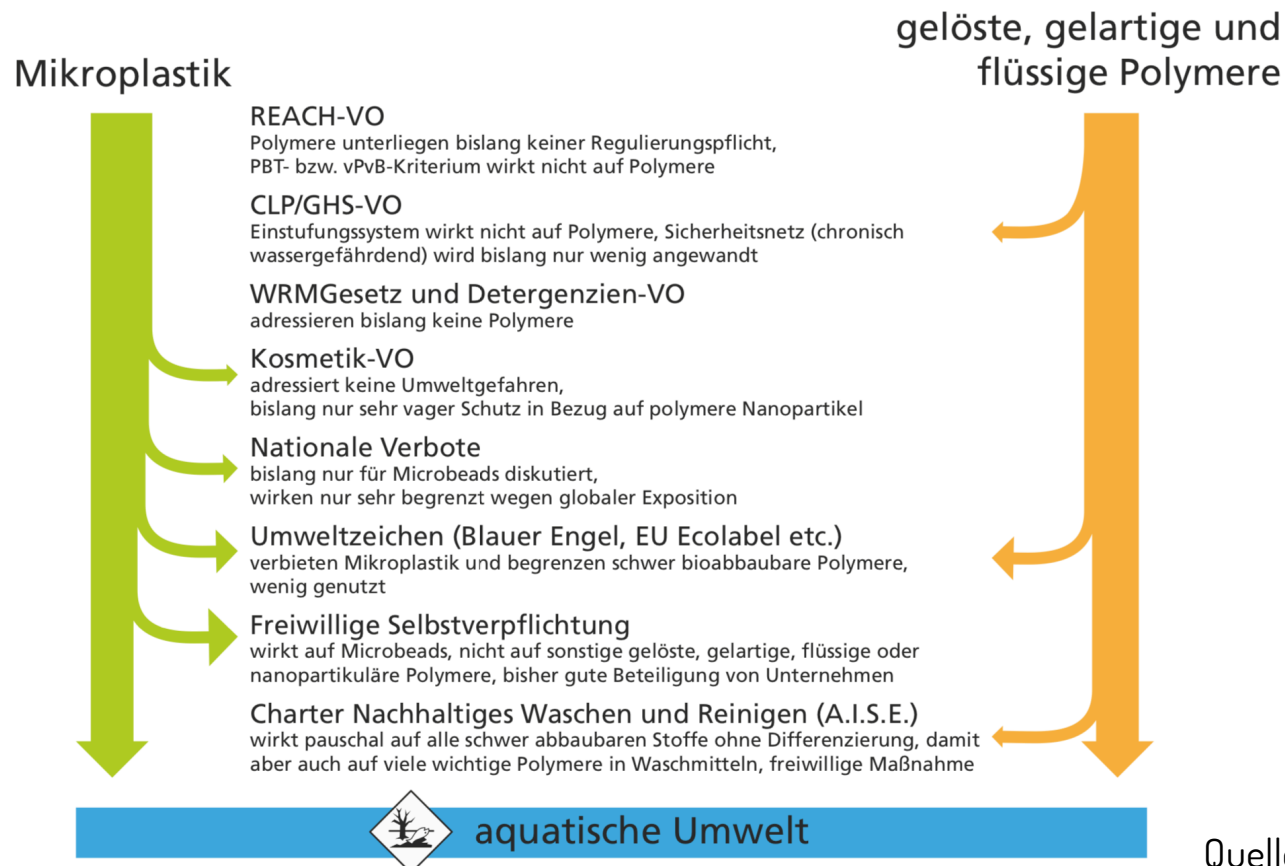 Mikroplastik
gelöste, gelartige und
flüssige Polymere
REACH-VO
Polymere unterliegen bislang keiner Regulierungspflicht,
PBT- bzw. vPvB-Kriterium wirkt nicht auf Polymere
CLP/GHS-VO
Einstufungssystem wirkt nicht auf Polymere, Sicherheitsnetz (chronisch
wassergefährdend) wird bislang nur wenig angewandt
WRMGesetz und Detergenzien-VO
adressieren bislang keine Polymere
Kosmetik-VO
adressiert keine Umweltgefahren,
bislang nur sehr vager Schutz in Bezug auf polymere Nanopartikel
Nationale Verbote
bislang nur für Microbeads diskutiert,
wirken nur sehr begrenzt wegen globaler Exposition
Umweltzeichen (Blauer Engel, EU Ecolabel etc.)
verbieten Mikroplastik und begrenzen schwer bioabbaubare Polymere,
wenig genutzt
Freiwillige Selbstverpflichtung
wirkt auf Microbeads, nicht auf sonstige gelöste, gelartige, flüssige oder
nanopartikuläre Polymere, bisher gute Beteiligung von Unternehmen
Charter Nachhaltiges Waschen und Reinigen (A.I.S.E.)
wirkt pauschal auf alle schwer abbaubaren Stoffe ohne Differenzierung, damit
aber auch auf viele wichtige Polymere in Waschmitteln, freiwillige Maßnahme
aquatische Umwelt